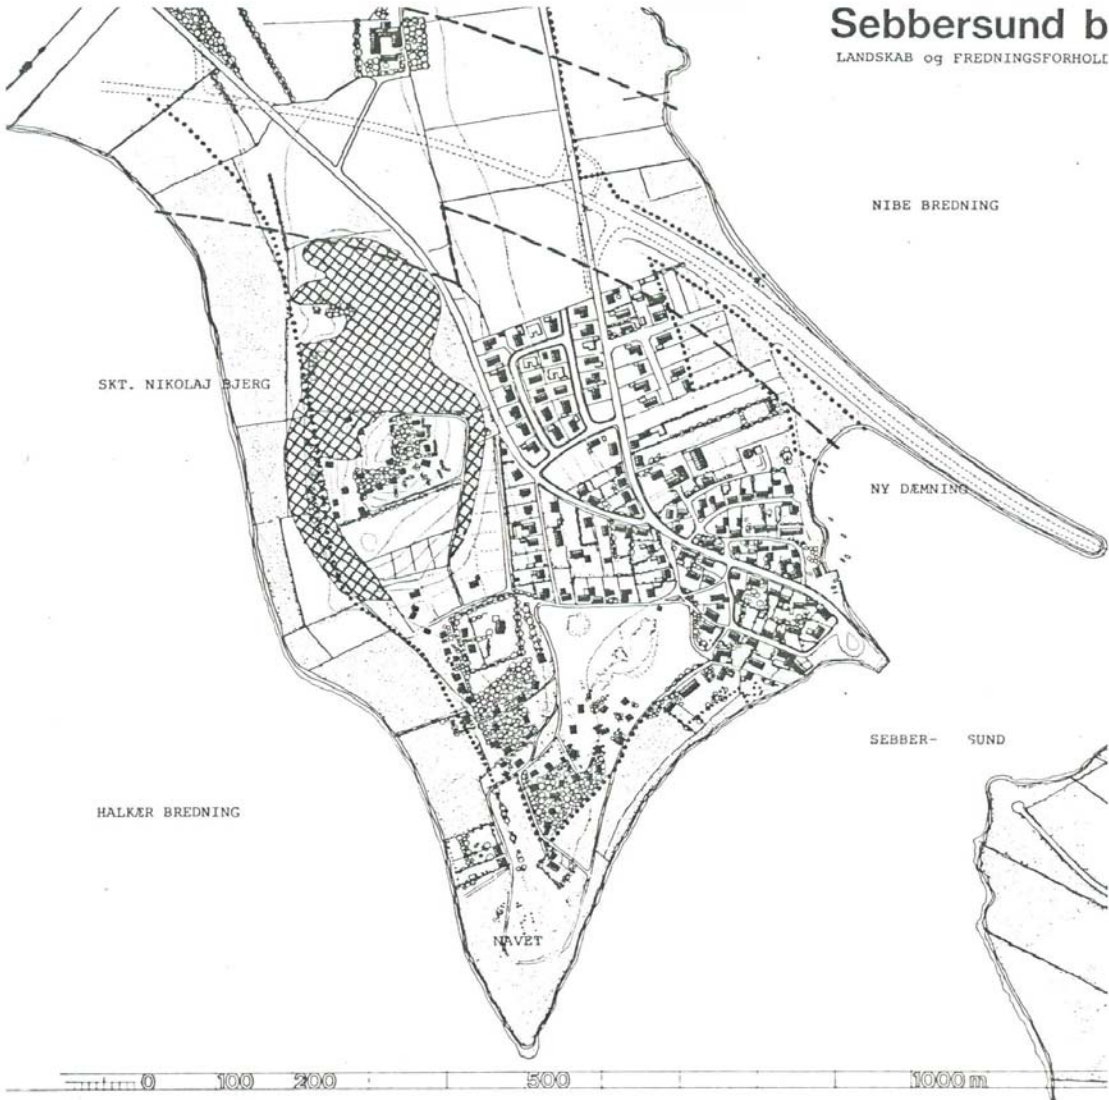 Sebbersund b
LANDSKAB og FREDNINGSFORHOLD
NIBE BREDNING
SKT. NIKOLAJ BJERG
NY DÆMNING
SEBBER- SUND
HALKÆR BREDNING
NAVET
0 100 200 500 1000 m